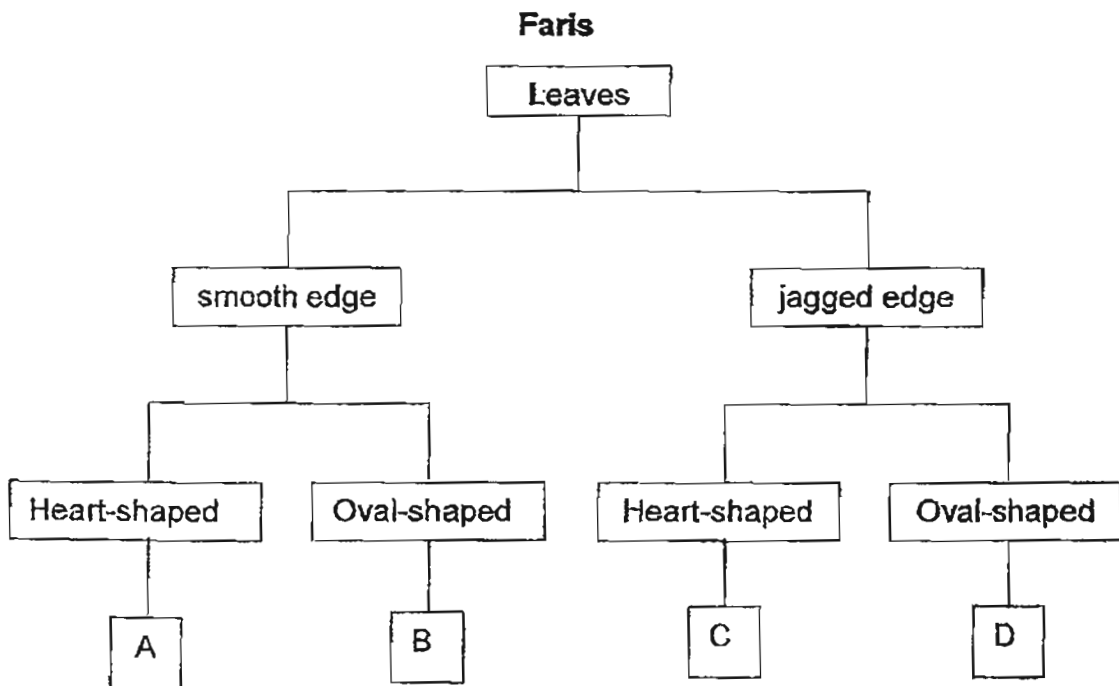 Faris
Leaves
smooth edge
jagged edge
Heart-shaped
Oval-shaped
Heart-shaped
Oval-shaped
A
B
C
D